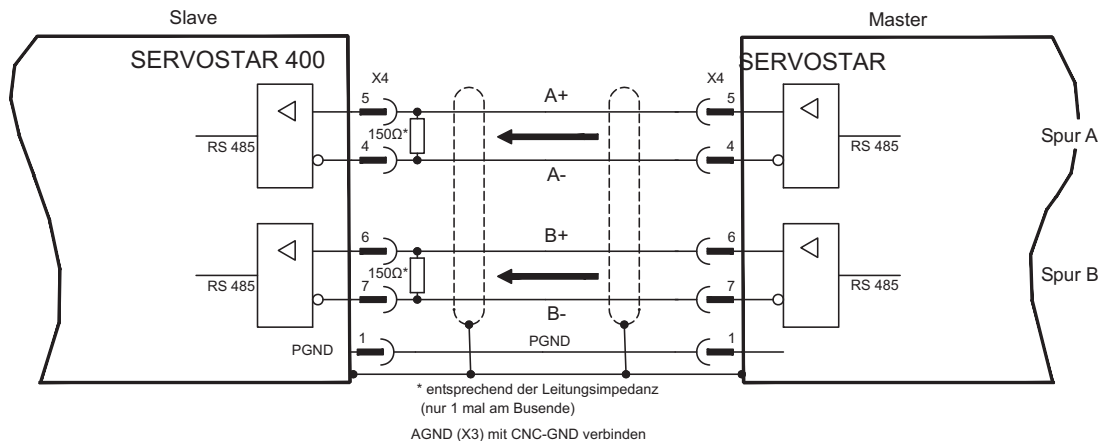 Slave
Master
SERVOSTAR 400
SERVOSTAR
X4
X4
5
A+
5
RS 485
150Ω*
RS 485
Spur A
4
4
A-
6
B+
6
RS 485
150Ω*
RS 485
Spur B
7
7
B-
PGND
1
PGND
1
* entsprechend der Leitungsimpedanz
(nur 1 mal am Busende)
AGND (X3) mit CNC-GND verbinden